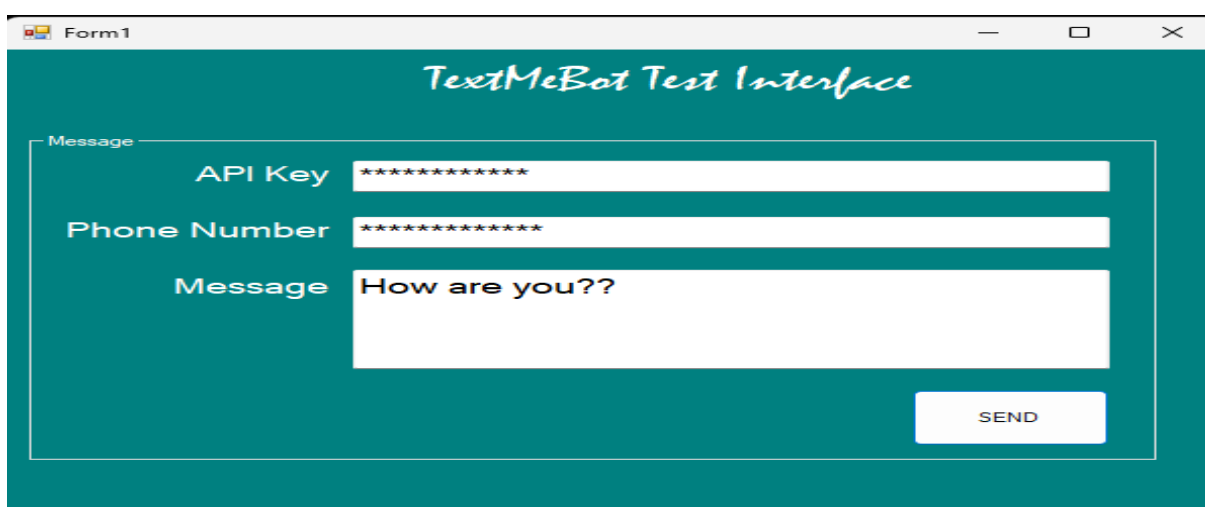 Form1
TextMeBot Test Interface
Message
API Key ************
Phone Number *************
Message How are you??
SEND